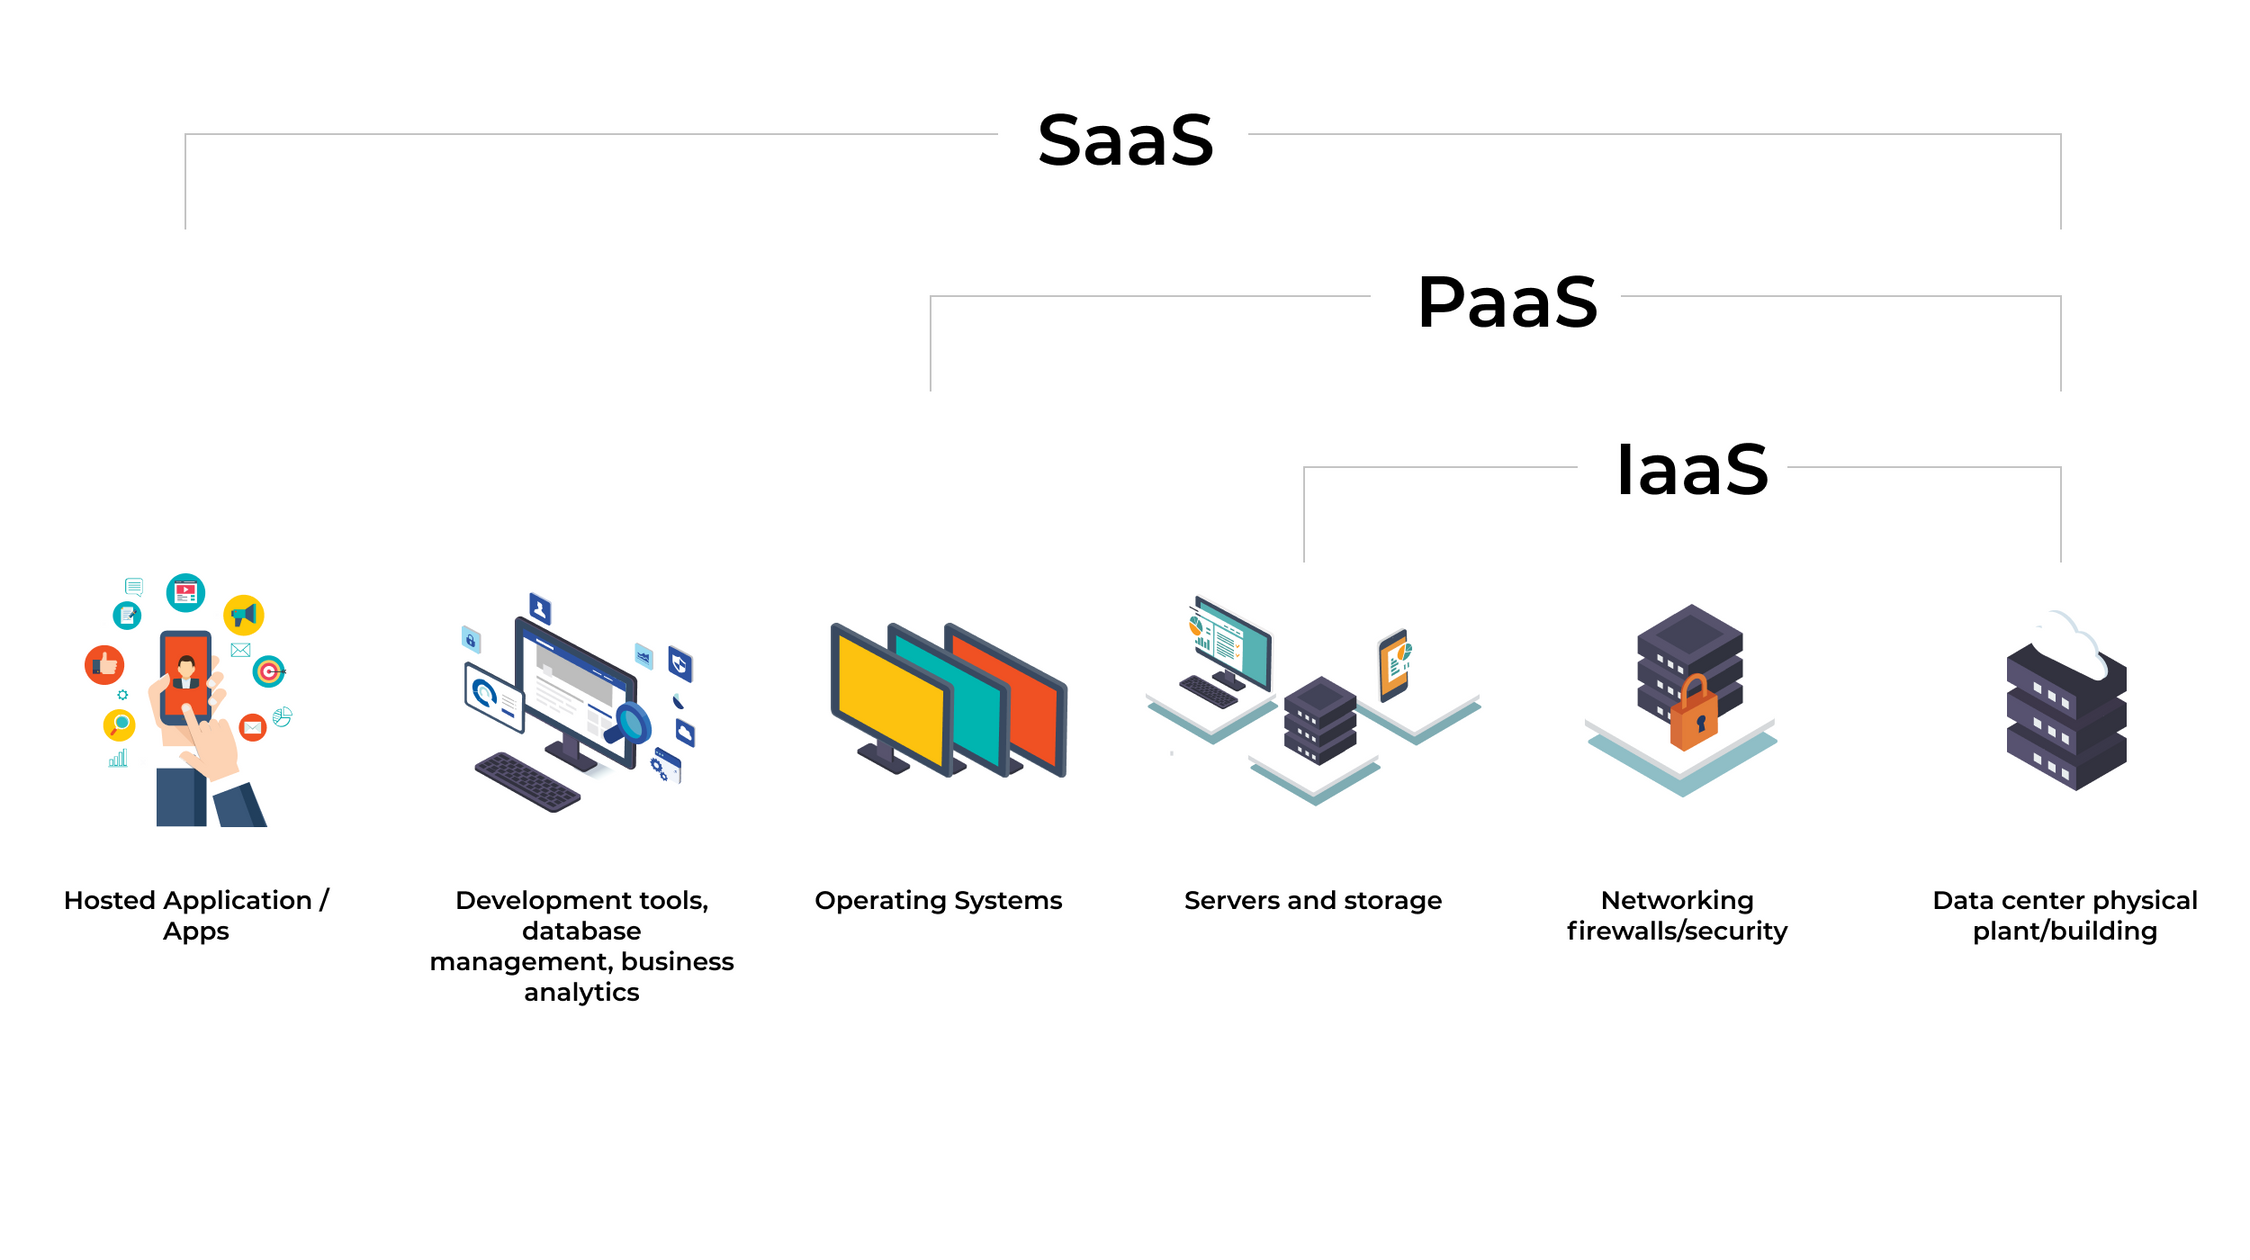 SaaS
PaaS
IaaS
Hosted Application /
Apps
Development tools,
database
management, business
analytics
Operating Systems
Servers and storage
Networking
firewalls/security
Data center physical
plant/building